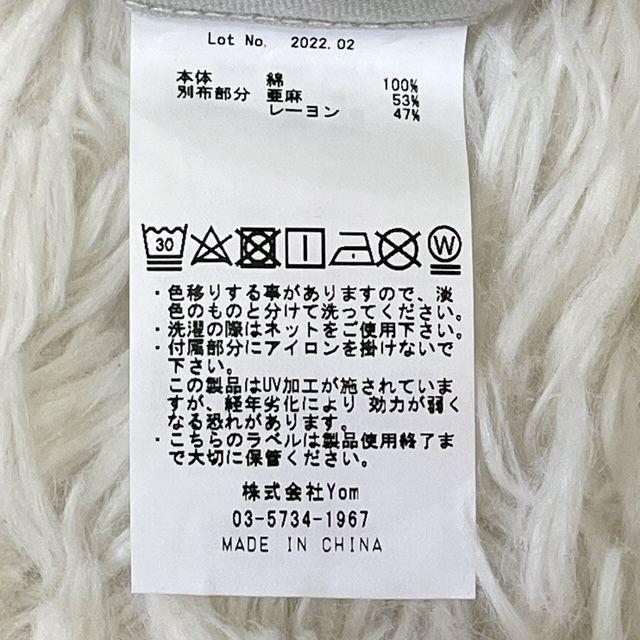 Lot No. 2022.02
本体 綿 100%
別布部分 亜麻 53%
レーヨン 47%
30 W
・色移りする事がありますので、淡
色のものと分けて洗ってください。
・洗濯の際はネットをご使用下さい。
・付属部分にアイロンを掛けないで
下さい。
この製品はUV加工が施されていま
すが、経年劣化により 効力が弱く
なる恐れがあります。
・こちらのラベルは製品使用終了ま
で大切に保管ください。
株式会社Yom
03-5734-1967
MADE IN CHINA